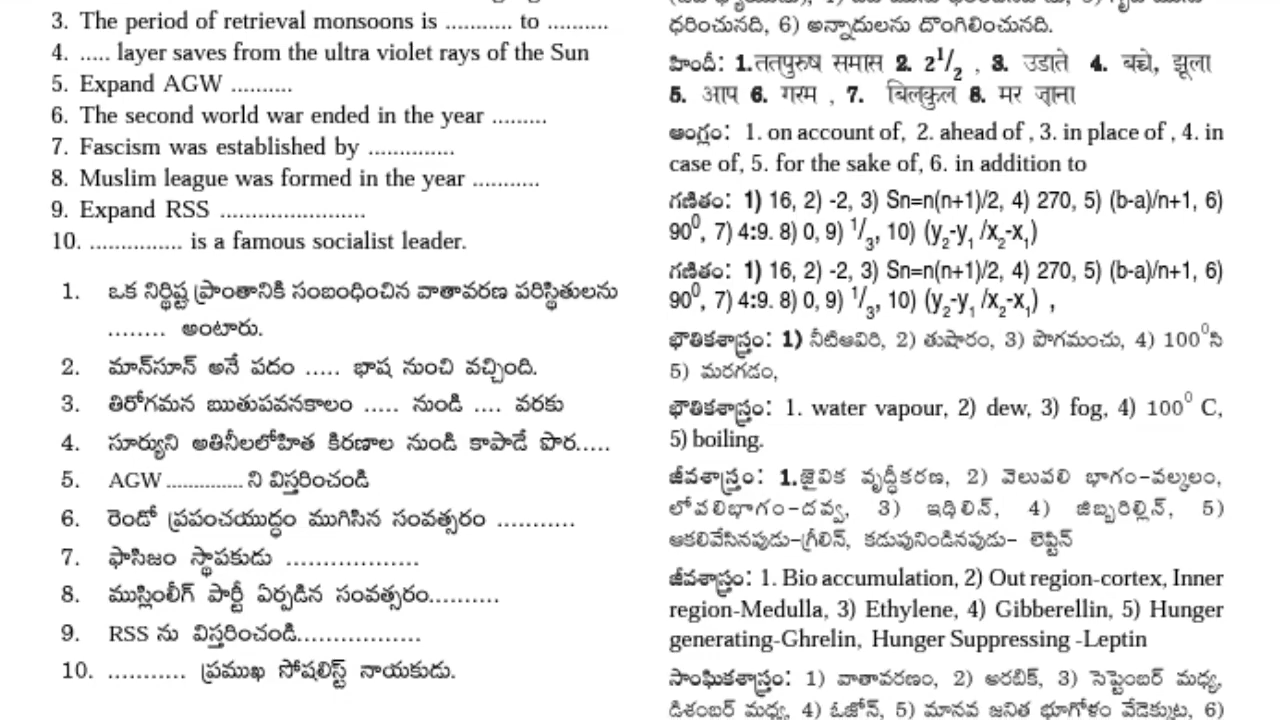 3. The period of retrieval monsoons is ........... to ...........
4. ..... layer saves from the ultra violet rays of the Sun
5. Expand AGW ..........
6. The second world war ended in the year .........
7. Fascism was established by ..............
8. Muslim league was formed in the year ...........
9. Expand RSS ........................
10. ............... is a famous socialist leader.
1. ఒక నిర్థిష్ట ప్రాంతానికి సంబంధించిన వాతావరణ పరిస్థితులను
........ అంటారు.
2. మాన్‌సూన్ అనే పదం ..... భాష నుంచి వచ్చింది.
3. తిరోగమన ఋతుపవనకాలం ..... నుండి .... వరకు
4. సూర్యుని అతినీలలోహిత కిరణాల నుండి కాపాడే పొర.....
5. AGW ............... ని విస్తరించండి
6. రెండో ప్రపంచయుద్ధం ముగిసిన సంవత్సరం ...........
7. ఫాసిజం స్థాపకుడు ..................
8. ముస్లింలీగ్ పార్టీ ఏర్పడిన సంవత్సరం..........
9. RSS ను విస్తరించండి.................
10. ........... ప్రముఖ సోషలిస్ట్ నాయకుడు.
ధరించునది, 6) అన్నాదులను దొంగిలించునది.
హిందీ: 1.ततपुरुष समास 2. 2¹/₂ , 3. उडाते 4. बच्चे, झूला
5. आप 6. गरम , 7. बिलकुल 8. मर जाना
ఆంగ్లం: 1. on account of, 2. ahead of , 3. in place of , 4. in
case of, 5. for the sake of, 6. in addition to
గణితం: 1) 16, 2) -2, 3) Sn=n(n+1)/2, 4) 270, 5) (b-a)/n+1, 6)
90⁰, 7) 4:9. 8) 0, 9) ¹/₃, 10) (y₂-y₁ /x₂-x₁)
గణితం: 1) 16, 2) -2, 3) Sn=n(n+1)/2, 4) 270, 5) (b-a)/n+1, 6)
90⁰, 7) 4:9. 8) 0, 9) ¹/₃, 10) (y₂-y₁ /x₂-x₁) ,
భౌతికశాస్త్రం: 1) నీటిఆవిరి, 2) తుషారం, 3) పొగమంచు, 4) 100⁰సి
5) మరగడం,
భౌతికశాస్త్రం: 1. water vapour, 2) dew, 3) fog, 4) 100⁰ C,
5) boiling.
జీవశాస్త్రం: 1.జైవిక వృద్ధీకరణ, 2) వెలువలి భాగం-వల్కలం,
లోవలిభాగం-దవ్వ, 3) ఇథిలిన్, 4) జిబ్బరిల్లిన్, 5)
ఆకలివేసినపుడు-గ్రీలిన్, కడుపునిండినపుడు- లెప్టిన్
జీవశాస్త్రం: 1. Bio accumulation, 2) Out region-cortex, Inner
region-Medulla, 3) Ethylene, 4) Gibberellin, 5) Hunger
generating-Ghrelin, Hunger Suppressing -Leptin
సాంఘికశాస్త్రం: 1) వాతావరణం, 2) అరబిక్, 3) సెప్టెంబర్ మధ్య,
డిశంబర్ మధ్య, 4) ఓజోన్, 5) మానవ జనిత భూగోళం వేడెక్కుట, 6)